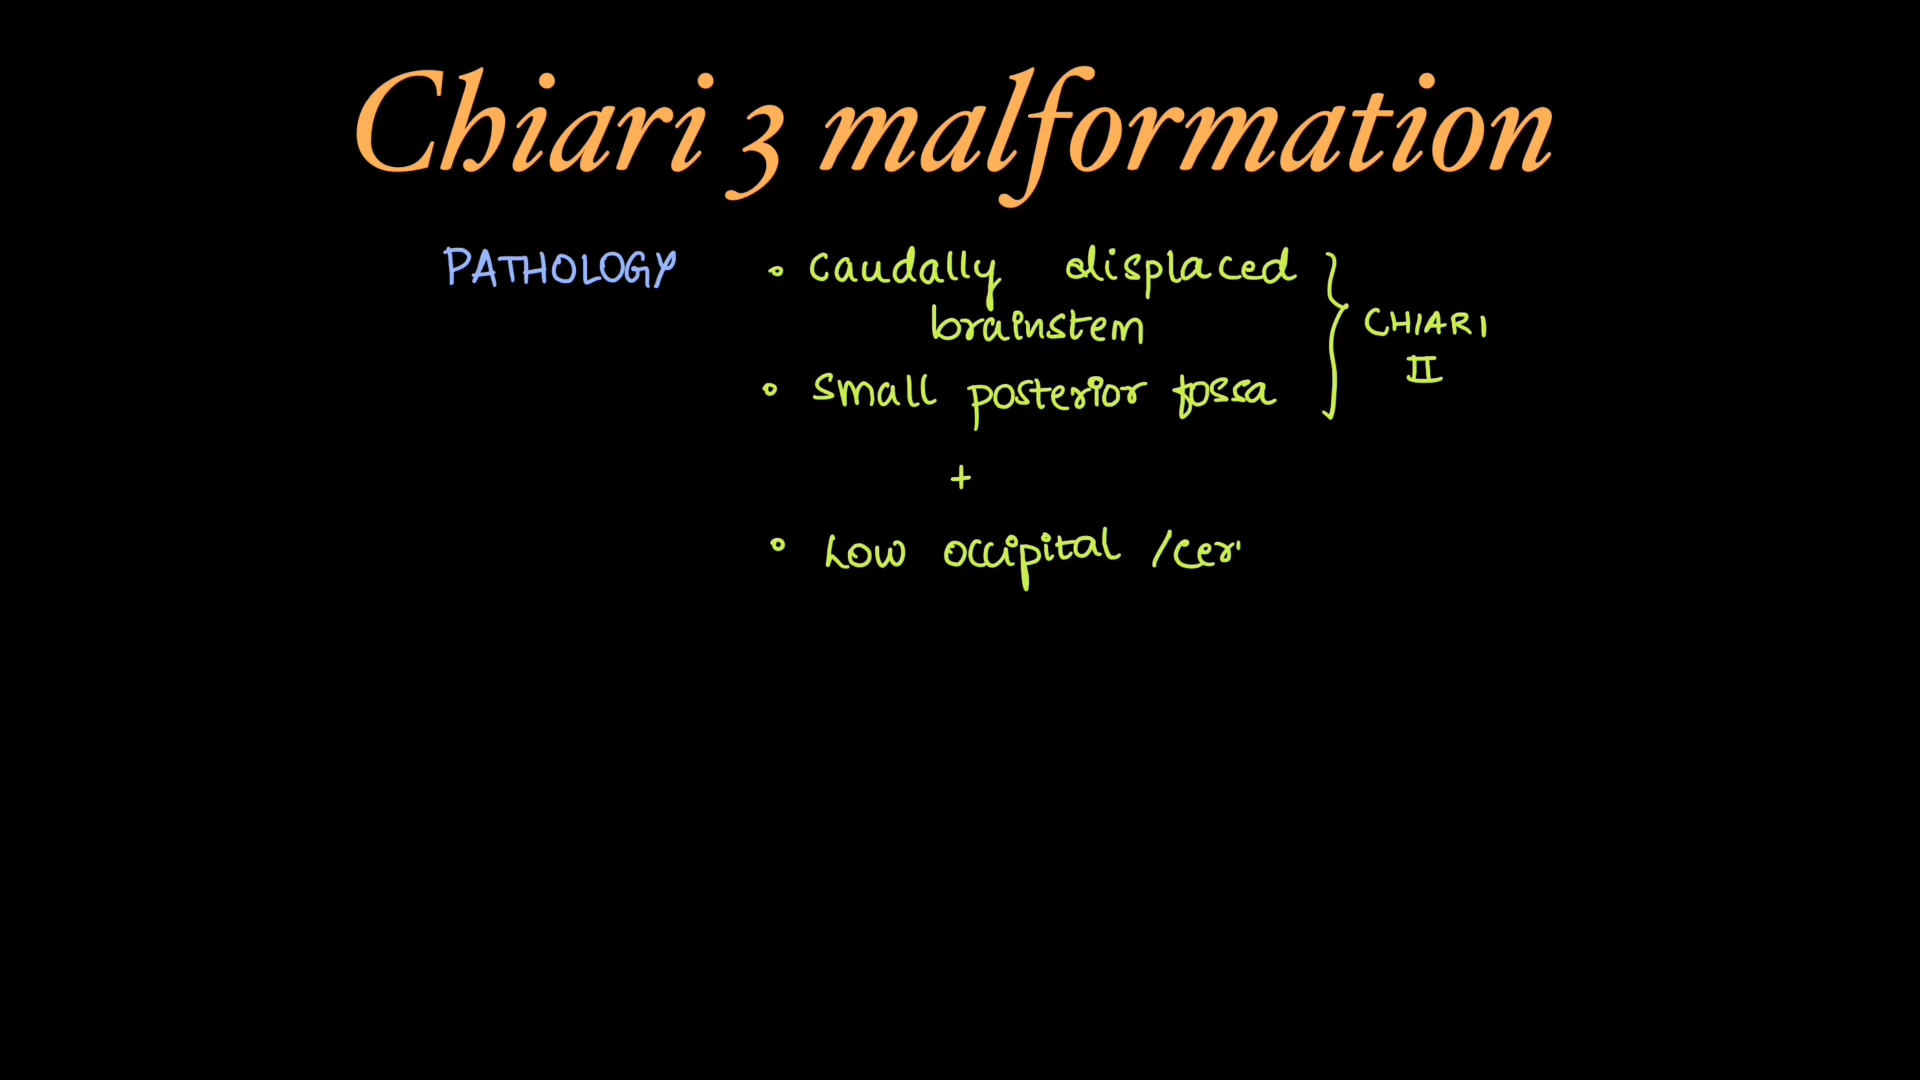 Chiari 3 malformation
PATHOLOGY
• caudally displaced
brainstem
• small posterior fossa
CHIARI
II
+
• Low occipital /cer